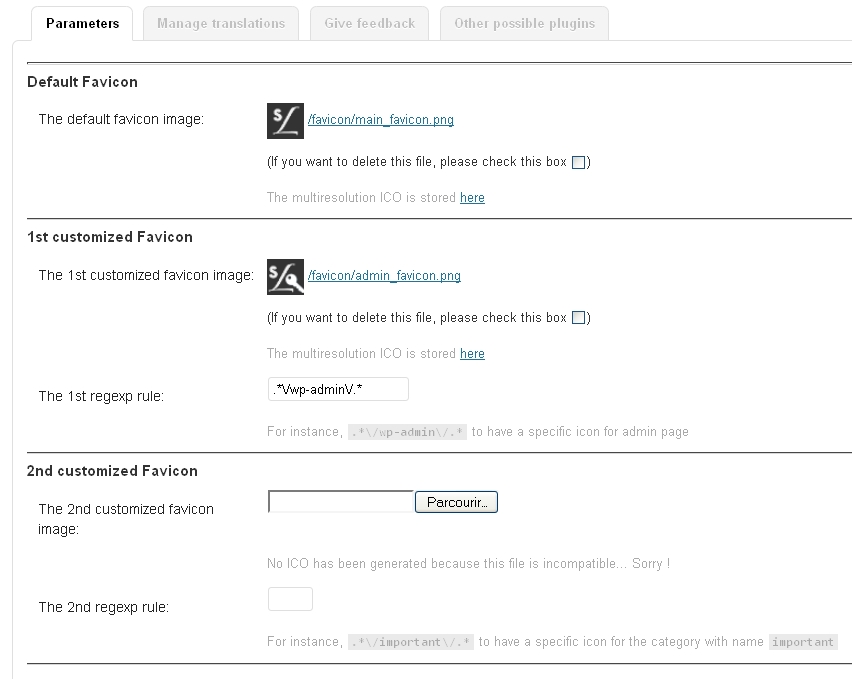 Parameters Manage translations Give feedback Other possible plugins
Default Favicon
The default favicon image: $ /favicon/main_favicon.png
(If you want to delete this file, please check this box )
The multiresolution ICO is stored here
1st customized Favicon
The 1st customized favicon image: $ /favicon/admin_favicon.png
(If you want to delete this file, please check this box )
The multiresolution ICO is stored here
The 1st regexp rule: .*\/wp-admin\/.*
For instance, .*\/wp-admin\/.* to have a specific icon for admin page
2nd customized Favicon
The 2nd customized favicon Parcourir...
image:
No ICO has been generated because this file is incompatible... Sorry !
The 2nd regexp rule:
For instance, .*\/important\/.* to have a specific icon for the category with name important